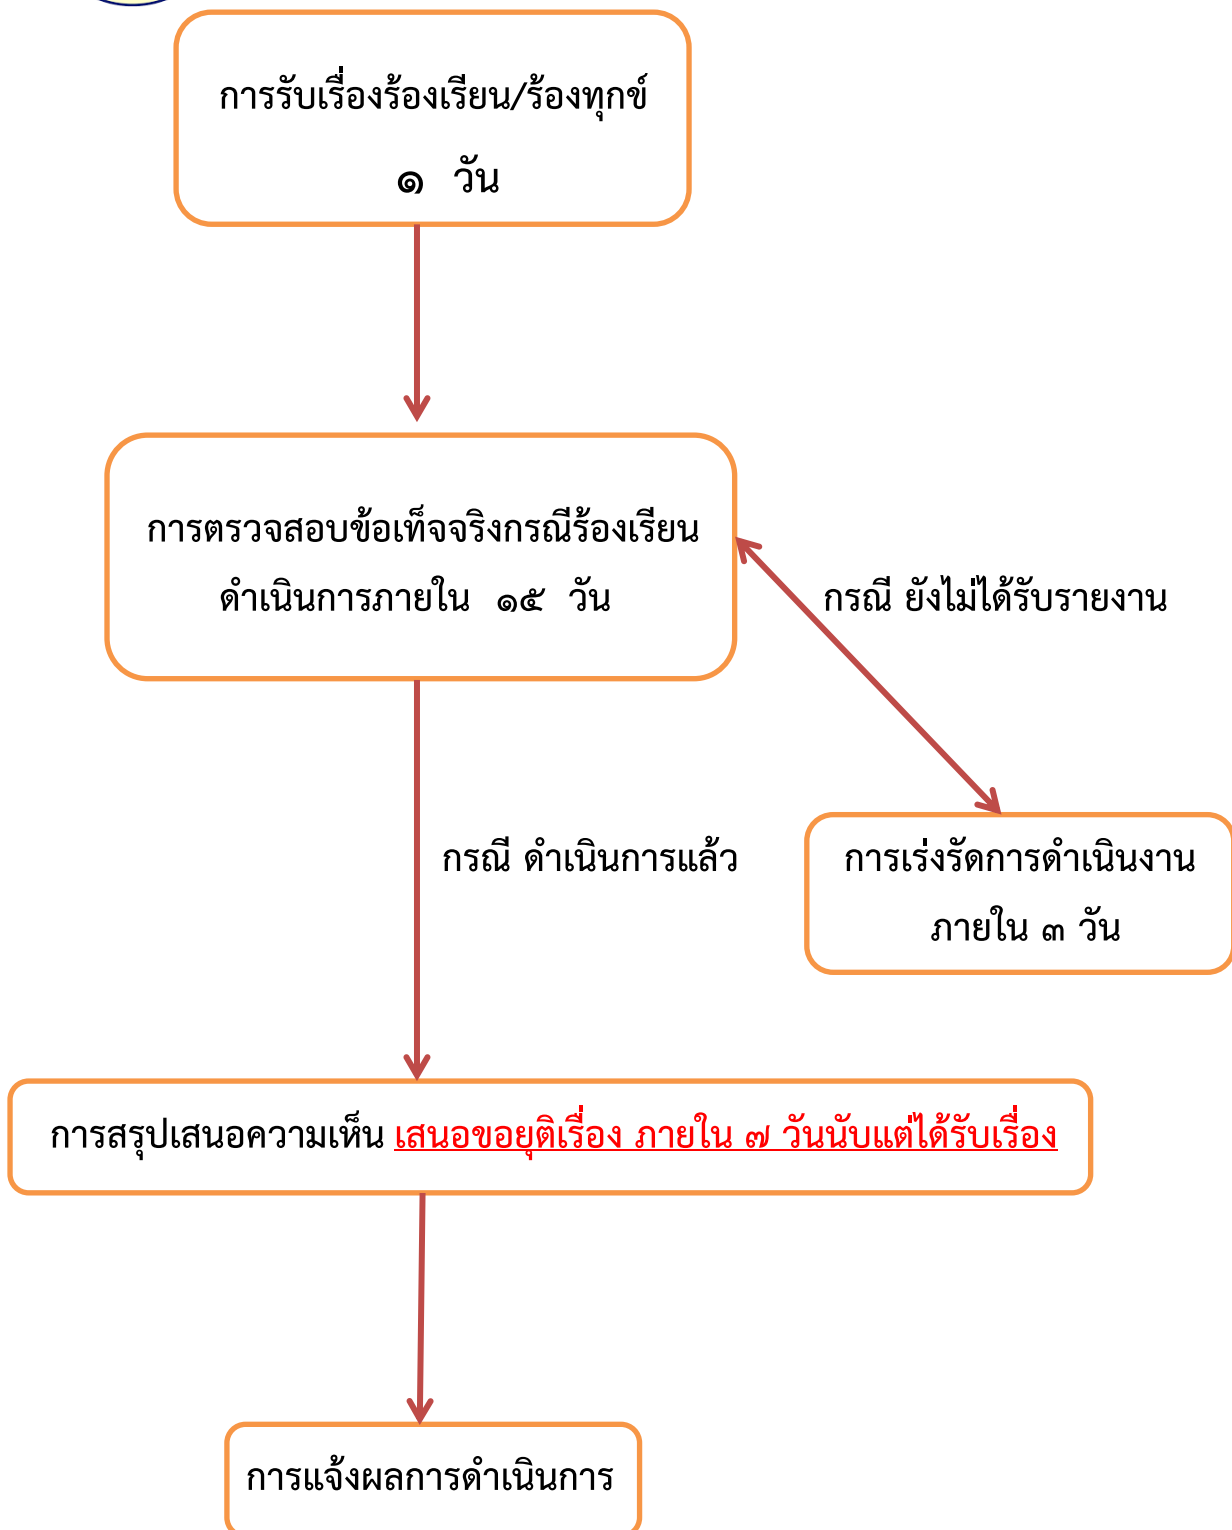 การรับเรื่องร้องเรียน/ร้องทุกข์
๑ วัน
การตรวจสอบข้อเท็จจริงกรณีร้องเรียน
ดำเนินการภายใน ๑๕ วัน
กรณี ยังไม่ได้รับรายงาน
กรณี ดำเนินการแล้ว
การเร่งรัดการดำเนินงาน
ภายใน ๓ วัน
การสรุปเสนอความเห็น เสนอขอยุติเรื่อง ภายใน ๗ วันนับแต่ได้รับเรื่อง
การแจ้งผลการดำเนินการ